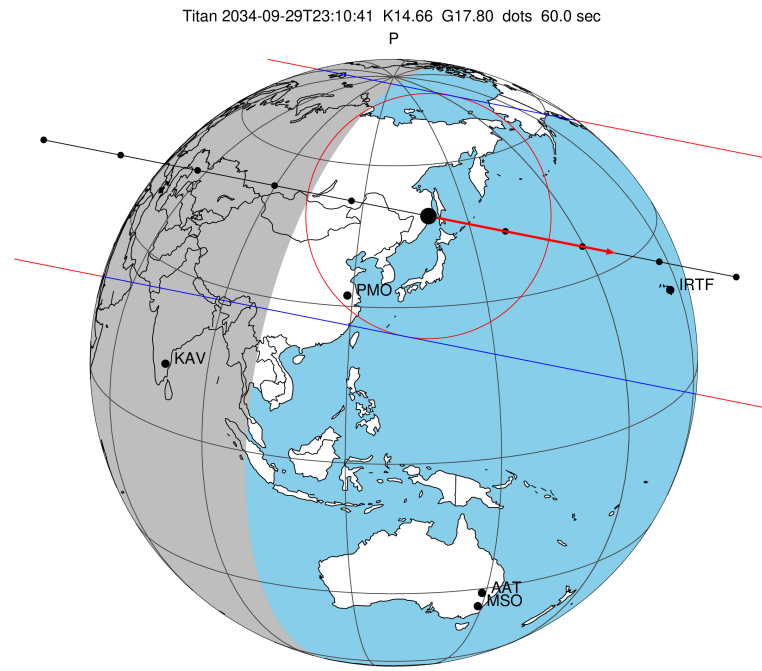 Titan 2034-09-29T23:10:41 K14.66 G17.80 dots 60.0 sec
P
IRTF
PMO
KAV
AAT
MSO